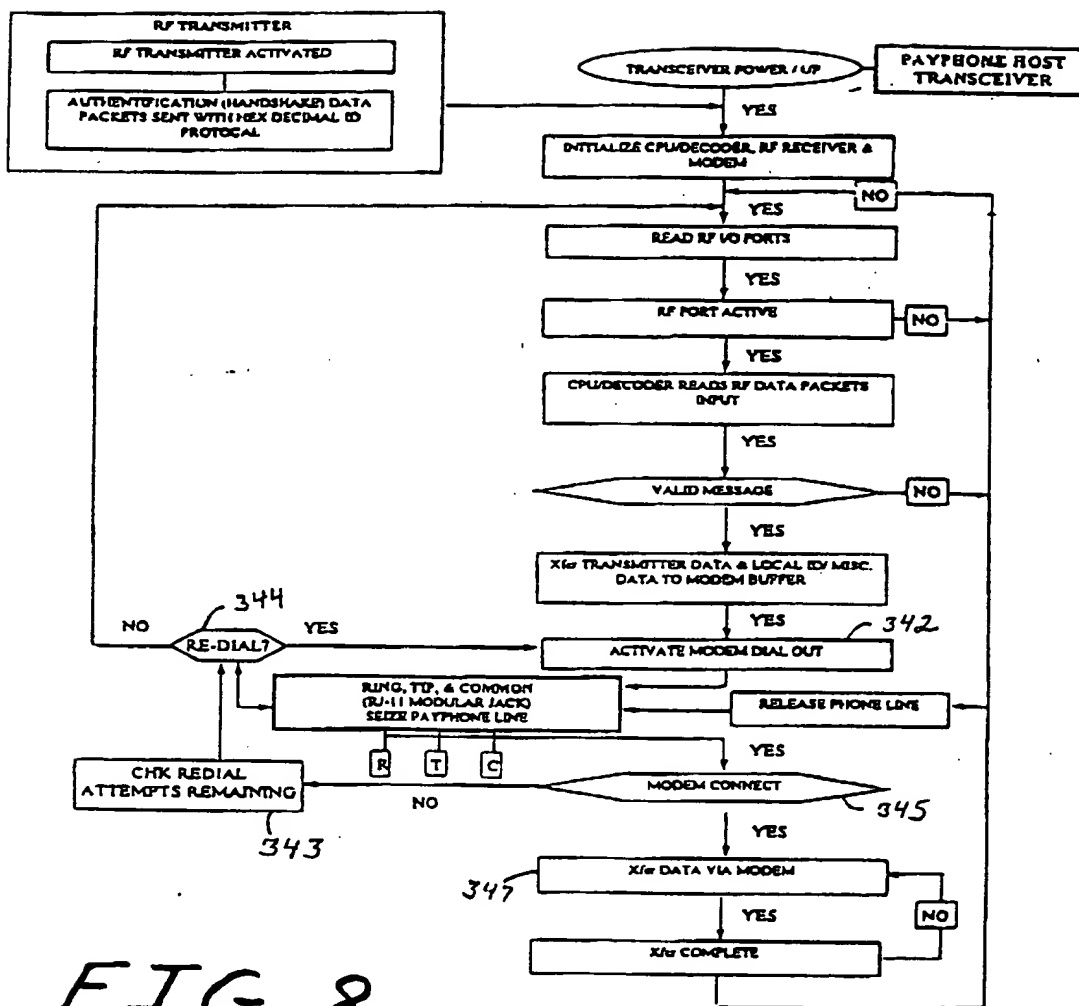 RF TRANSMITTER
RF TRANSMITTER ACTIVATED
AUTHENTIFICATION (HANDSHAKE) DATA
PACKETS SENT WITH HEX DECIMAL ID
PROTOCAL
TRANSCEIVER POWER / UP
PAYPHONE HOST
TRANSCEIVER
YES
INITIALIZE CPU/DECODER, RF RECEIVER &
MODEM
NO
YES
READ RF I/O PORTS
YES
RF PORT ACTIVE
NO
YES
CPU/DECODER READS RF DATA PACKETS
INPUT
YES
VALID MESSAGE
NO
YES
Xfer TRANSMITTER DATA & LOCAL ID/ MISC.
DATA TO MODEM BUFFER
344
NO
RE-DIAL?
YES
YES
342
ACTIVATE MODEM DIAL OUT
RING, TIP, & COMMON
(RJ-11 MODULAR JACK)
SEIZE PAYPHONE LINE
RELEASE PHONE LINE
R
T
C
YES
CHK REDIAL
ATTEMPTS REMAINING
NO
MODEM CONNECT
343
345
YES
347
Xfer DATA VIA MODEM
YES
NO
Xfer COMPLETE
FIG 8